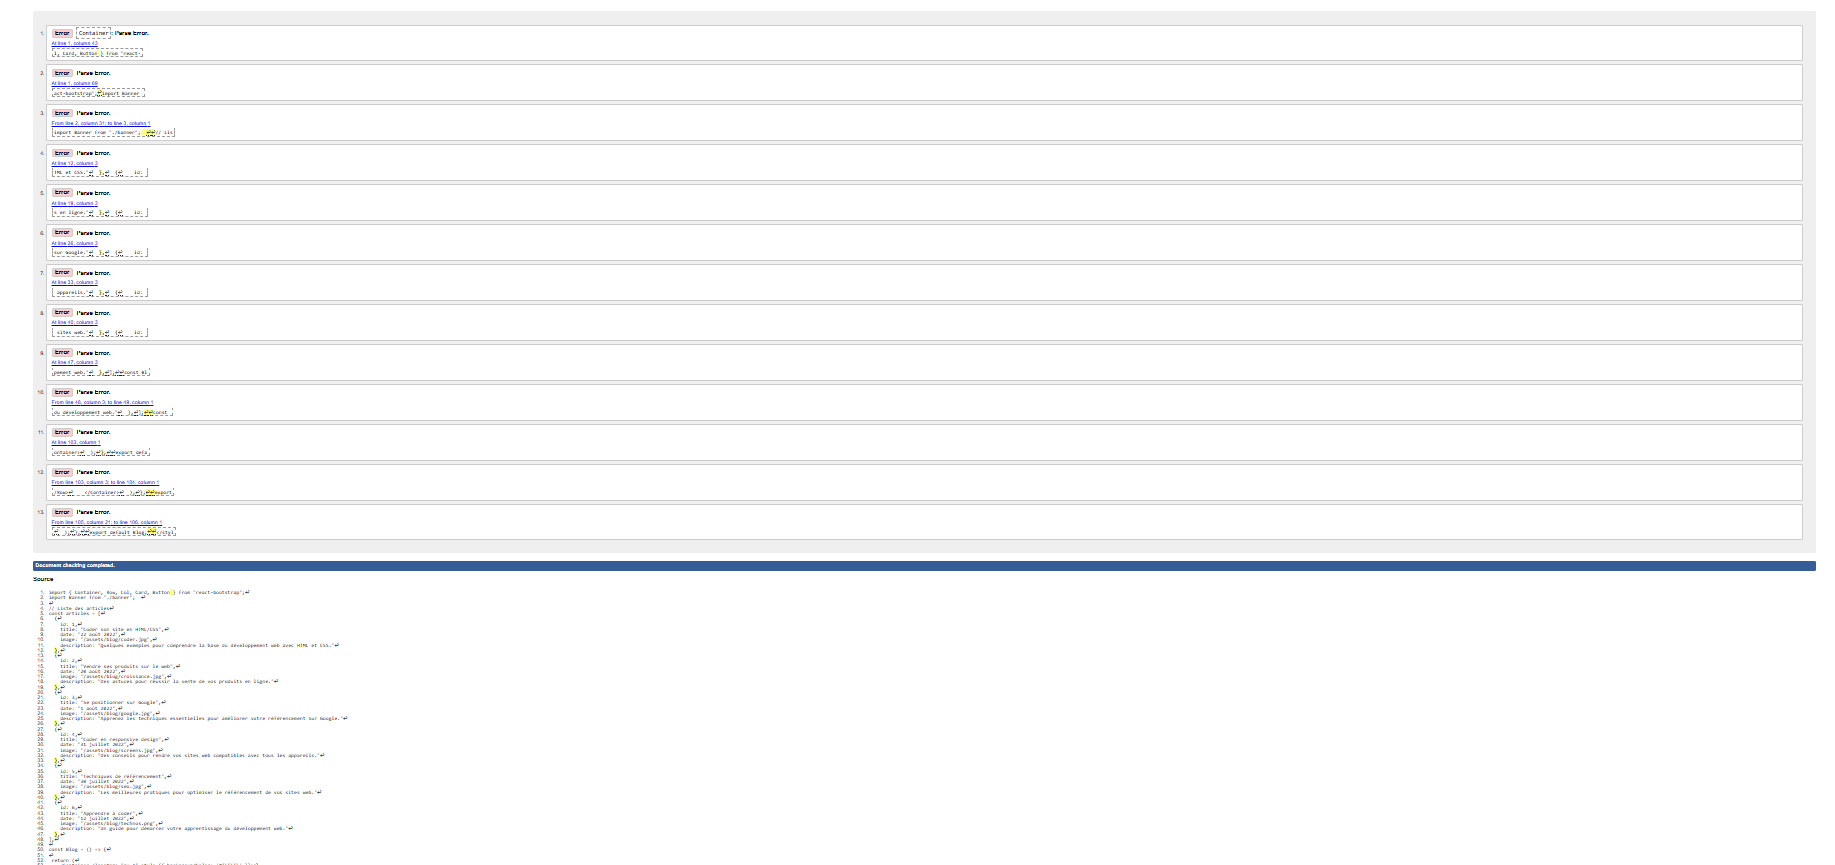 1. Error (Container): Parse Error.
At line 1, column 43
l, Card, Button } from "react-
2. Error Parse Error.
At line 1, column 69
act-bootstrap";↩import Banner
3. Error Parse Error.
From line 2, column 31; to line 3, column 1
import Banner from "./banner"; ↩↩// Lis
4. Error Parse Error.
At line 12, column 3
TML et CSS."↩ },↩ {↩ id:
5. Error Parse Error.
At line 19, column 3
s en ligne."↩ },↩ {↩ id:
6. Error Parse Error.
At line 26, column 3
sur Google."↩ },↩ {↩ id:
7. Error Parse Error.
At line 33, column 3
appareils."↩ },↩ {↩ id:
8. Error Parse Error.
At line 40, column 3
sites web."↩ },↩ {↩ id:
9. Error Parse Error.
At line 47, column 3
pement web."↩ },↩];↩↩const Bl
10. Error Parse Error.
From line 48, column 3; to line 49, column 1
du développement web."↩ },↩];↩↩const
11. Error Parse Error.
At line 103, column 1
ontainer>↩ );↩};↩↩export defa
12. Error Parse Error.
From line 103, column 3; to line 104, column 1
/Row>↩ </Container>↩ );↩};↩↩export
13. Error Parse Error.
From line 105, column 21; to line 106, column 1
↩ );↩};↩↩export default Blog;↩↩</styl
Document checking completed.
Source
1. import { Container, Row, Col, Card, Button } from "react-bootstrap";↩
2. import Banner from "./banner"; ↩
3. ↩
4. // Liste des articles↩
5. const articles = [↩
6. {↩
7. id: 1,↩
8. title: "Coder son site en HTML/CSS",↩
9. date: "22 août 2022",↩
10. image: "/assets/blog/coder.jpg",↩
11. description: "Quelques exemples pour comprendre la base du développement web avec HTML et CSS."↩
12. },↩
13. {↩
14. id: 2,↩
15. title: "Vendre ses produits sur le web",↩
16. date: "20 août 2022",↩
17. image: "/assets/blog/croissance.jpg",↩
18. description: "Des astuces pour réussir la vente de vos produits en ligne."↩
19. },↩
20. {↩
21. id: 3,↩
22. title: "Se positionner sur Google",↩
23. date: "1 août 2022",↩
24. image: "/assets/blog/google.jpg",↩
25. description: "Apprenez les techniques essentielles pour améliorer votre référencement sur Google."↩
26. },↩
27. {↩
28. id: 4,↩
29. title: "Coder en responsive design",↩
30. date: "31 juillet 2022",↩
31. image: "/assets/blog/screens.jpg",↩
32. description: "Des conseils pour rendre vos sites web compatibles avec tous les appareils."↩
33. },↩
34. {↩
35. id: 5,↩
36. title: "Techniques de référencement",↩
37. date: "30 juillet 2022",↩
38. image: "/assets/blog/seo.jpg",↩
39. description: "Les meilleures pratiques pour optimiser le référencement de vos sites web."↩
40. },↩
41. {↩
42. id: 6,↩
43. title: "Apprendre à coder",↩
44. date: "12 juillet 2022",↩
45. image: "/assets/blog/technos.png",↩
46. description: "Un guide pour démarrer votre apprentissage du développement web."↩
47. },↩
48. ];↩
49. ↩
50. const Blog = () => {↩
51. ↩
52. return (↩